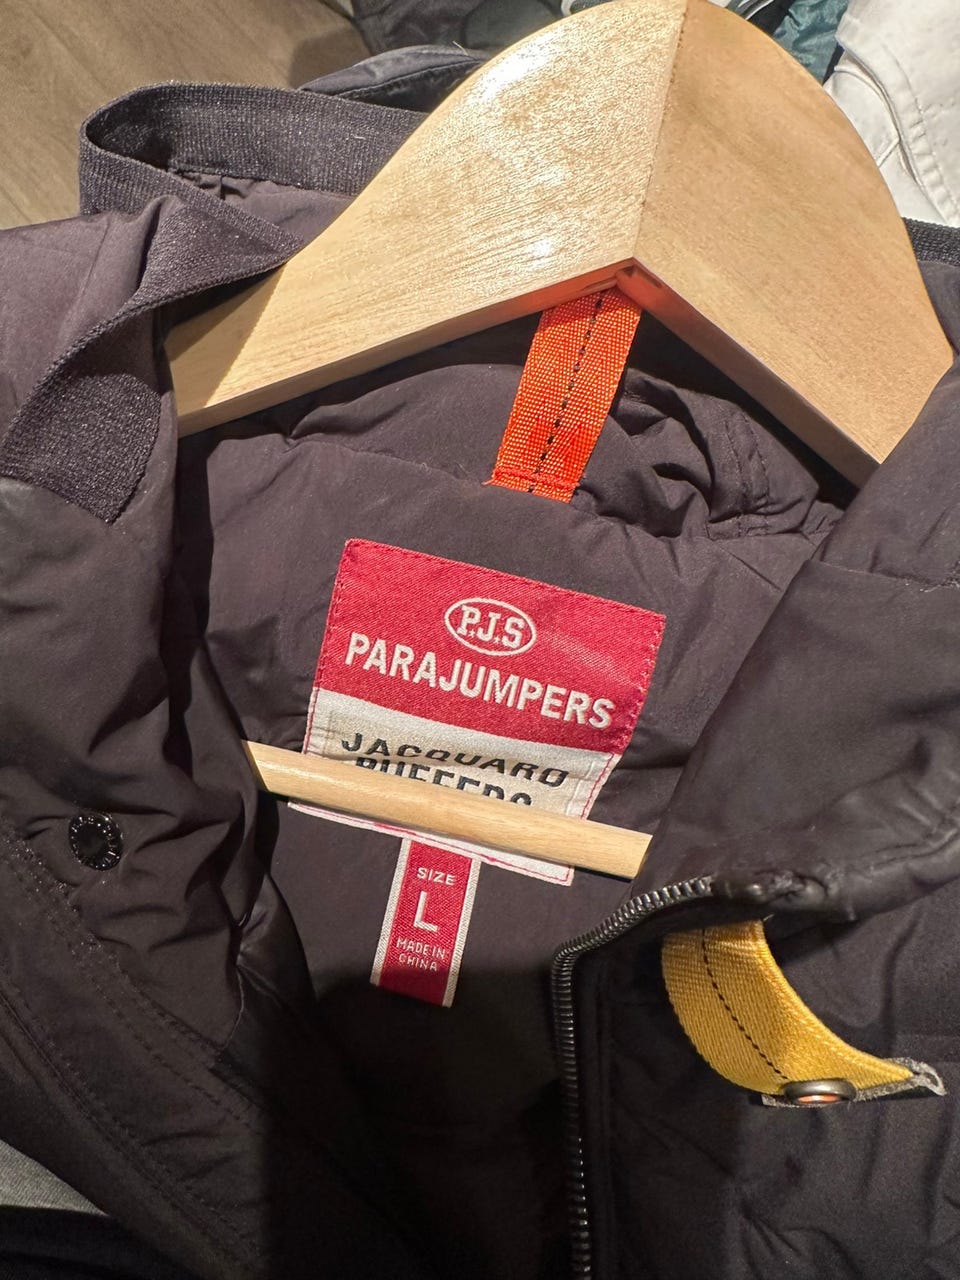 P.J.S
PARAJUMPERS
JACQUARD
SIZE
L
MADE IN
CHINA